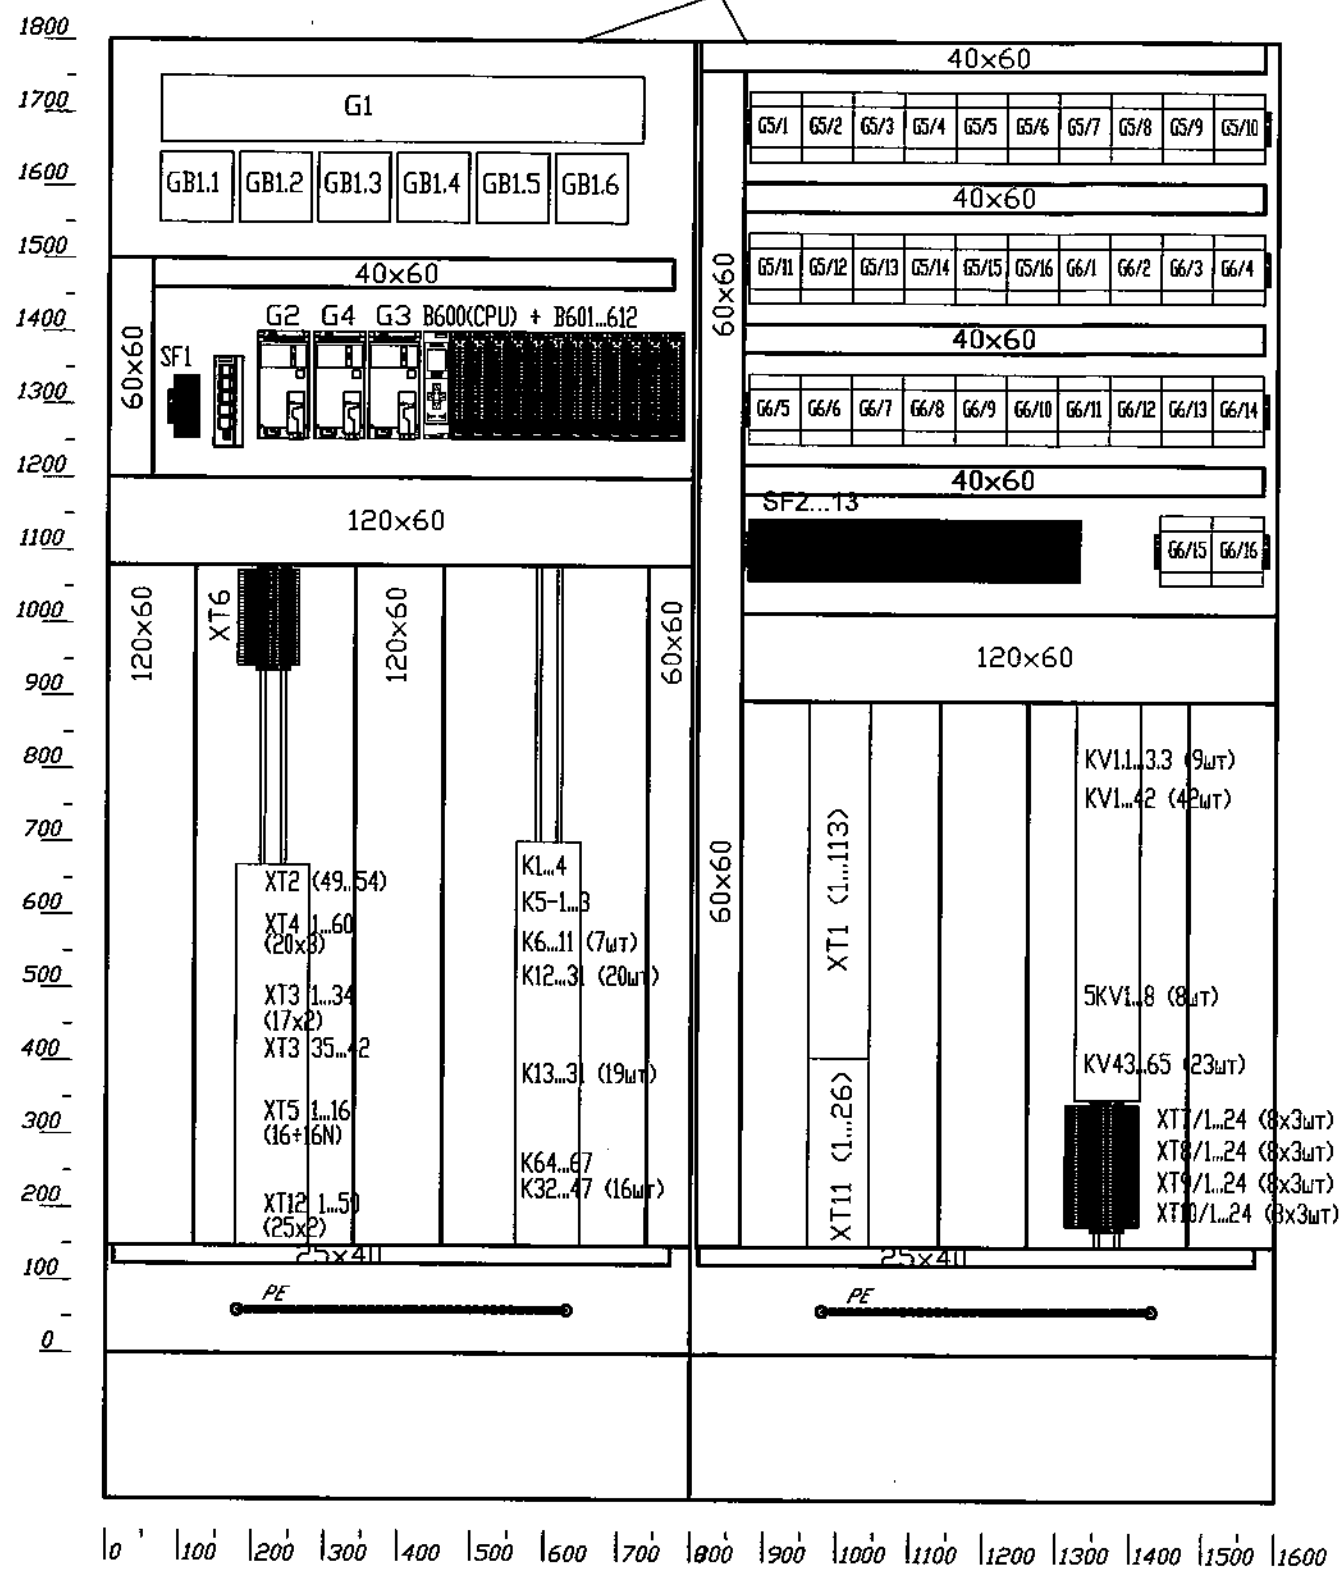 1800
1700
1600
1500
1400
1300
1200
1100
1000
900
800
700
600
500
400
300
200
100
0
G1
GB1.1 GB1.2 GB1.3 GB1.4 GB1.5 GB1.6
40x60
60x60
SF1
G2 G4 G3 B600(CPU) + B601...612
120x60
120x60
XT6
120x60
60x60
XT2 (49...54)
XT4 1...60
(20x3)
XT3 1...34
(17x2)
XT3 35...42
XT5 1...16
(16+16N)
XT12 1...50
(25x2)
K1...4
K5-1...3
K6...11 (7шт)
K12...31 (20шт)
K13...31 (19шт)
K64...67
K32...47 (16шт)
25x40
PE
40x60
60x60
G5/1 G5/2 G5/3 G5/4 G5/5 G5/6 G5/7 G5/8 G5/9 G5/10
40x60
G5/11 G5/12 G5/13 G5/14 G5/15 G5/16 G6/1 G6/2 G6/3 G6/4
40x60
G6/5 G6/6 G6/7 G6/8 G6/9 G6/10 G6/11 G6/12 G6/13 G6/14
40x60
SF2...13
G6/15 G6/16
120x60
60x60
XT1 (1...113)
XT11 (1...26)
KV1.1...3.3 (9шт)
KV1...42 (42шт)
5KV1...8 (8шт)
KV43...65 (23шт)
XT7/1...24 (8x3шт)
XT8/1...24 (8x3шт)
XT9/1...24 (8x3шт)
XT10/1...24 (8x3шт)
25x40
PE
0 100 200 300 400 500 600 700 800 900 1000 1100 1200 1300 1400 1500 1600